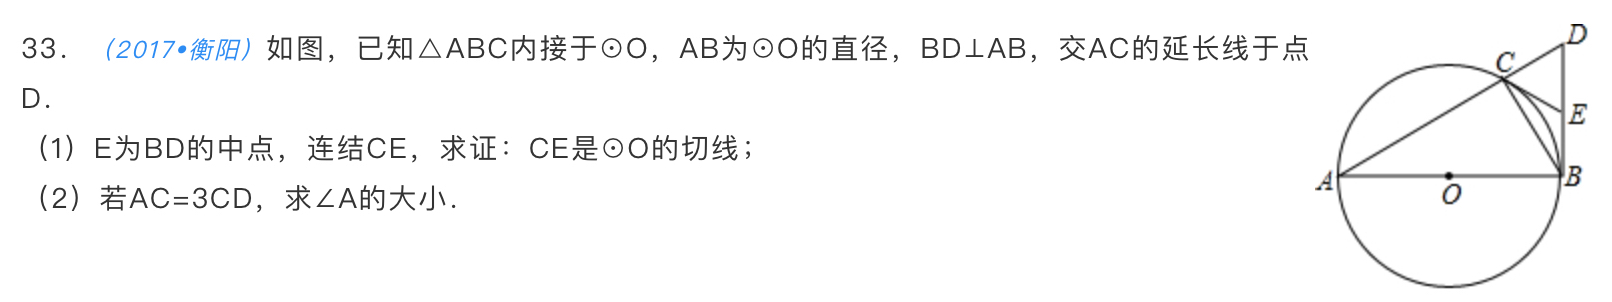 33. （2017•衡阳）如图，已知△ABC内接于⊙O，AB为⊙O的直径，BD⊥AB，交AC的延长线于点
D.
（1）E为BD的中点，连结CE，求证：CE是⊙O的切线；
（2）若AC=3CD，求∠A的大小.
D
C
E
A
O
B